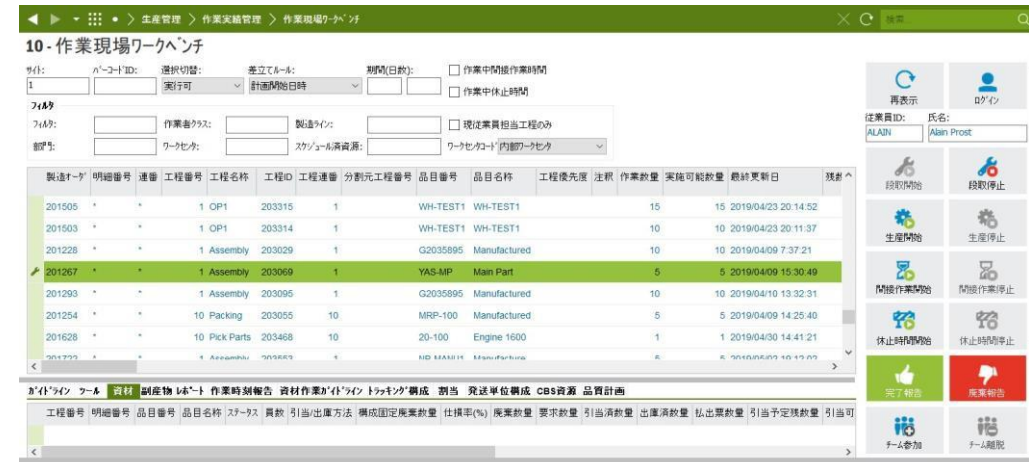 生産管理 > 作業実績管理 > 作業現場ワークベンチ
検索...
10 - 作業現場ワークベンチ
サイト: バーコードID: 選択切替: 差立てルール: 期間(日数): 作業中間接作業時間
1 実行可 計画開始日時
作業中休止時間
フィルタ
フィルタ: 作業者クラス: 製造ライン: 現従業員担当工程のみ
部門: ワークセンタ: スケジュール済資源: ワークセンタコード 内部ワークセンタ
再表示 ログイン
従業員ID: 氏名:
ALAIN Alain Prost
製造オーダ 明細番号 連番 工程番号 工程名称 工程ID 工程連番 分割元工程番号 品目番号 品目名称 工程優先度 注釈 作業数量 実施可能数量 最終更新日 残数
201505 * * 1 OP1 203315 1 WH-TEST1 WH-TEST1 15 15 2019/04/23 20:14:52
201503 * * 1 OP1 203314 1 WH-TEST1 WH-TEST1 10 10 2019/04/23 20:11:37
201228 * * 1 Assembly 203029 1 G2035895 Manufactured 10 10 2019/04/09 7:37:21
201267 * * 1 Assembly 203069 1 YAS-MP Main Part 5 5 2019/04/09 15:30:49
201293 * * 1 Assembly 203095 1 G2035895 Manufactured 10 10 2019/04/10 13:32:31
201254 * * 10 Packing 203055 10 MRP-100 Manufactured 5 5 2019/04/09 14:25:40
201628 * * 10 Pick Parts 203468 10 20-100 Engine 1600 1 1 2019/04/30 14:41:21
201722 * * 1 Assembly 203553 1 NP-MANU1 Manufacture 5 5 2019/05/02 19:12:02
段取開始 段取停止
生産開始 生産停止
間接作業開始 間接作業停止
休止時間開始 休止時間停止
完了報告 廃棄報告
チーム参加 チーム離脱
ガイドライン ツール 資材 副産物 レポート 作業時刻報告 資材作業ガイドライン トラッキング構成 割当 発送単位構成 CBS資源 品質計画
工程番号 明細番号 品目番号 品目名称 ステータス 員数 引当/出庫方法 構成固定廃棄数量 仕損率(%) 廃棄数量 要求数量 引当済数量 出庫済数量 払出票数量 引当予定残数量 引当可